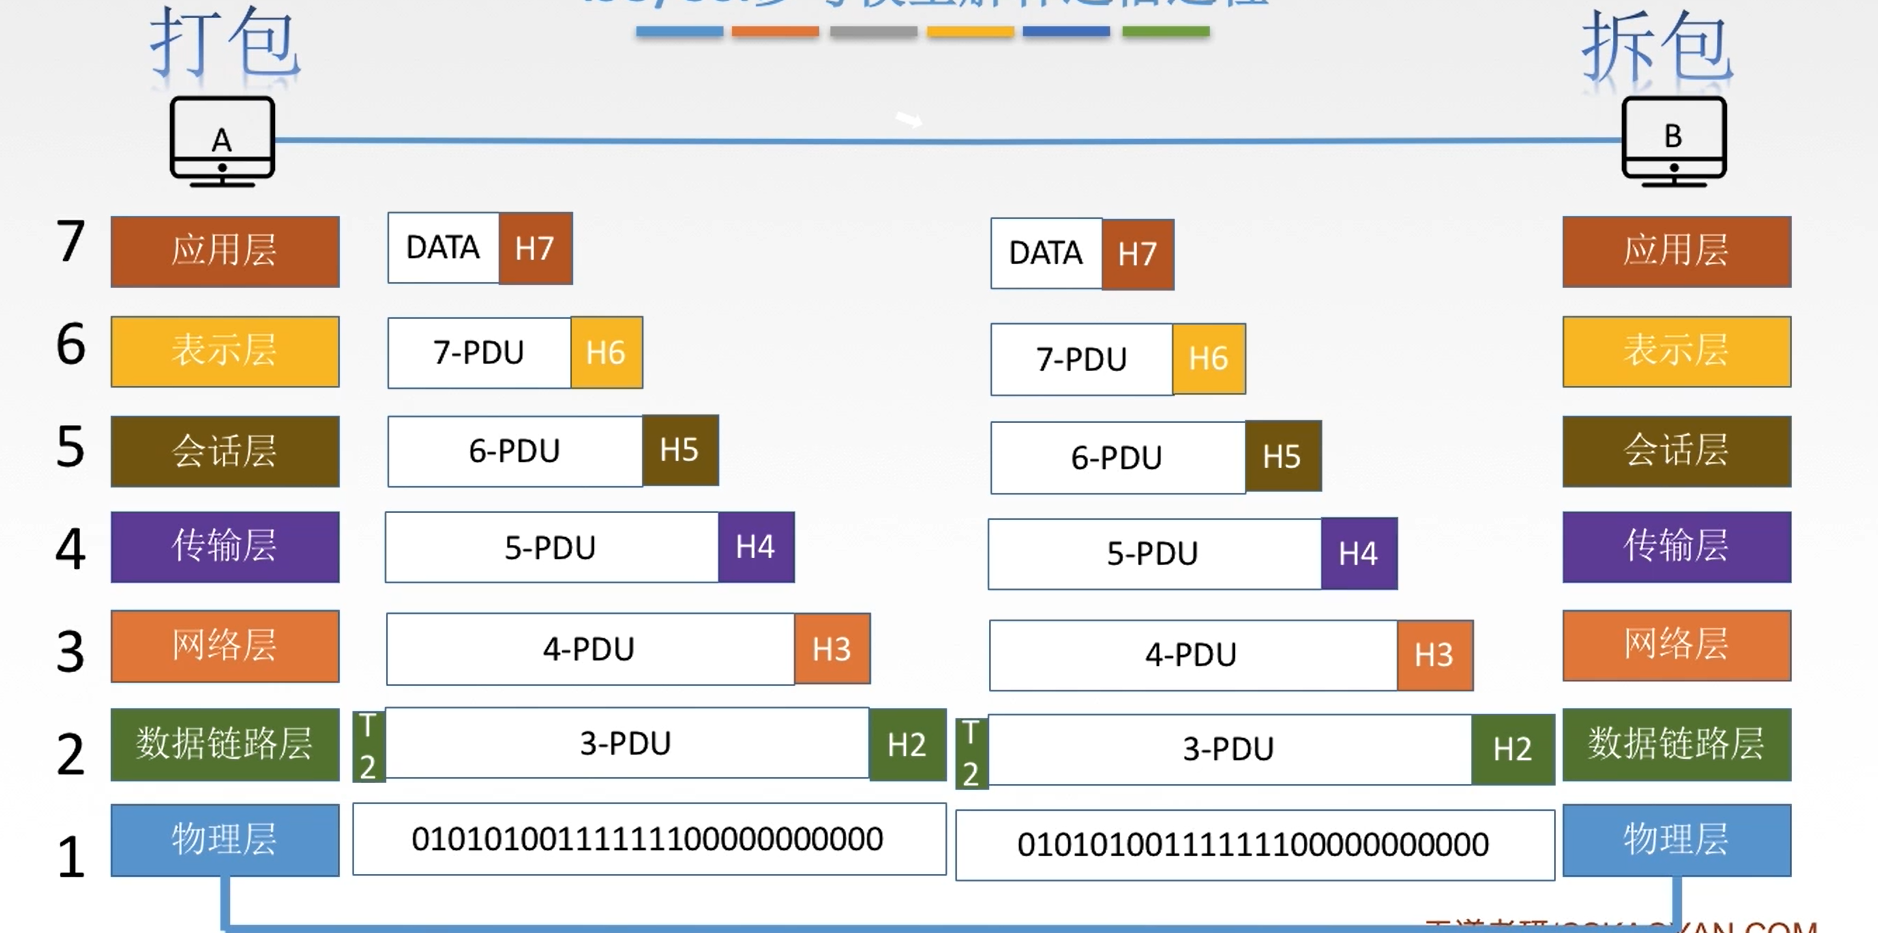 打包
拆包
A
B
7 应用层 DATA H7 DATA H7 应用层
6 表示层 7-PDU H6 7-PDU H6 表示层
5 会话层 6-PDU H5 6-PDU H5 会话层
4 传输层 5-PDU H4 5-PDU H4 传输层
3 网络层 4-PDU H3 4-PDU H3 网络层
2 数据链路层 T2 3-PDU H2 T2 3-PDU H2 数据链路层
1 物理层 01010100111111100000000000 01010100111111100000000000 物理层